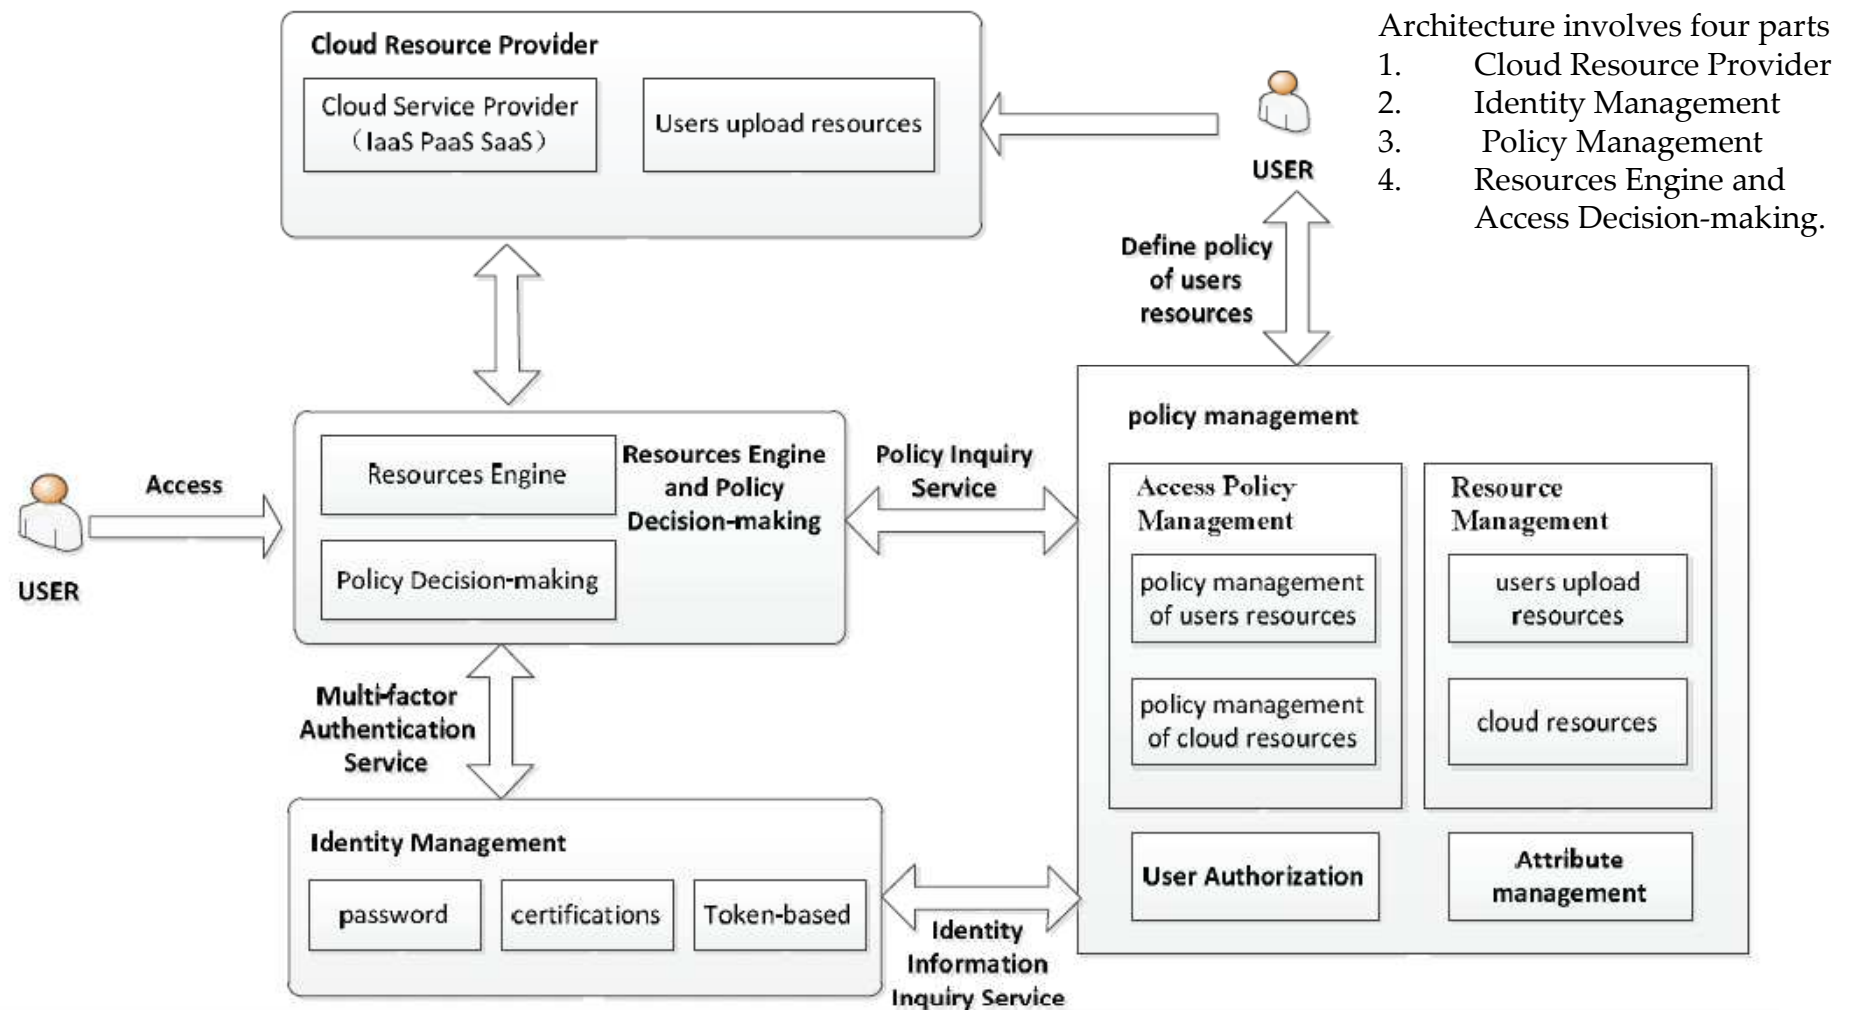 Architecture involves four parts
1. Cloud Resource Provider
2. Identity Management
3. Policy Management
4. Resources Engine and
Access Decision-making.
Cloud Resource Provider
Cloud Service Provider
(IaaS PaaS SaaS)
Users upload resources
USER
Define policy
of users
resources
USER
Access
Resources Engine
Policy Decision-making
Resources Engine
and Policy
Decision-making
Policy Inquiry
Service
policy management
Access Policy
Management
policy management
of users resources
policy management
of cloud resources
Resource
Management
users upload
resources
cloud resources
User Authorization
Attribute
management
Multi-factor
Authentication
Service
Identity Management
password
certifications
Token-based
Identity
Information
Inquiry Service